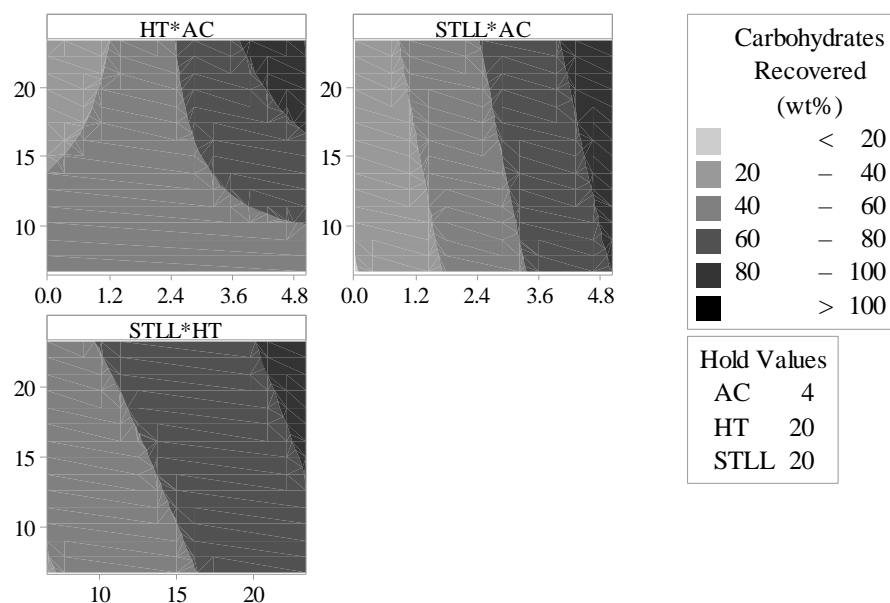 HT*AC
20
15
10
0.0 1.2 2.4 3.6 4.8
STLL*AC
20
15
10
0.0 1.2 2.4 3.6 4.8
STLL*HT
20
15
10
10 15 20
Carbohydrates
Recovered
(wt%)
< 20
20 – 40
40 – 60
60 – 80
80 – 100
> 100
Hold Values
AC 4
HT 20
STLL 20